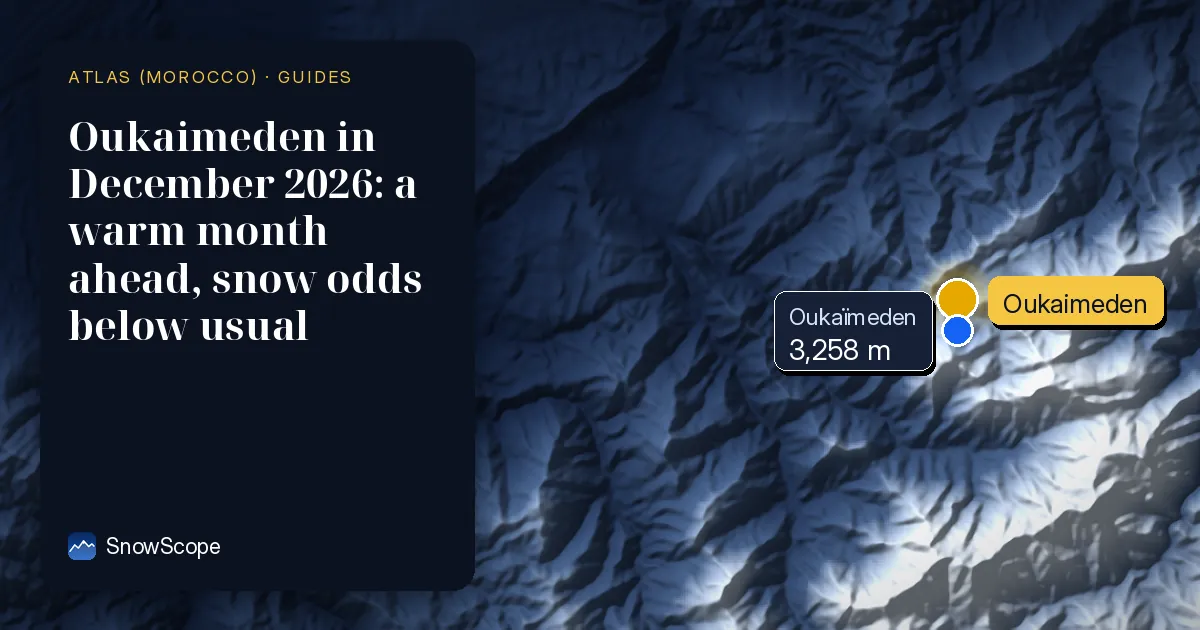 ATLAS (MOROCCO) · GUIDES
Oukaimeden in
December 2026: a
warm month
ahead, snow odds
below usual
Oukaïmeden
3,258 m
Oukaimeden
SnowScope